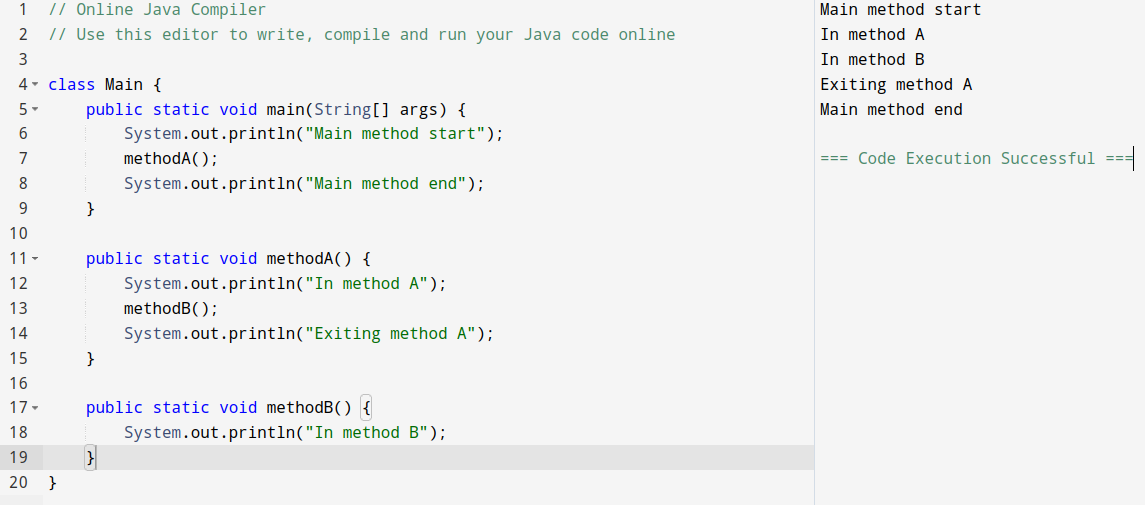 1 // Online Java Compiler
2 // Use this editor to write, compile and run your Java code online
3
4 class Main {
5     public static void main(String[] args) {
6         System.out.println("Main method start");
7         methodA();
8         System.out.println("Main method end");
9     }
10
11     public static void methodA() {
12         System.out.println("In method A");
13         methodB();
14         System.out.println("Exiting method A");
15     }
16
17     public static void methodB() {
18         System.out.println("In method B");
19     }
20 }
Main method start
In method A
In method B
Exiting method A
Main method end
=== Code Execution Successful ===